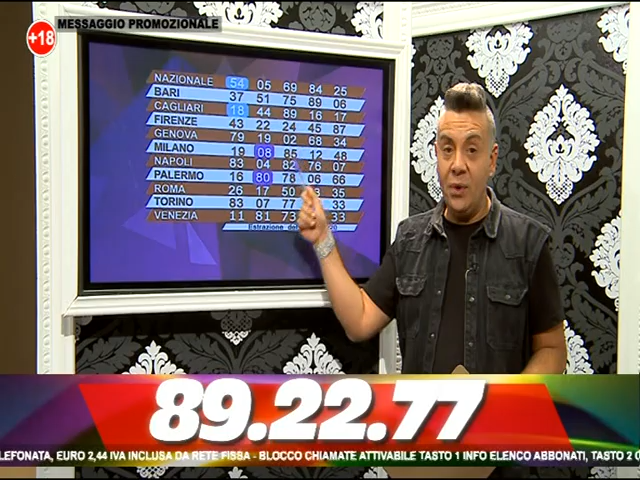 MESSAGGIO PROMOZIONALE
+18
NAZIONALE 54 05 69 84 25
BARI 37 51 75 89 06
CAGLIARI 18 44 89 16 17
FIRENZE 43 22 24 45 87
GENOVA 79 19 02 68 34
MILANO 19 08 85 12 48
NAPOLI 83 04 82 76 07
PALERMO 16 80 78 06 66
ROMA 26 17 50 35
TORINO 83 07 77 33
VENEZIA 11 81 73 33
Estrazione
89.22.77
LEFONATA, EURO 2,44 IVA INCLUSA DA RETE FISSA - BLOCCO CHIAMATE ATTIVABILE TASTO 1 INFO ELENCO ABBONATI, TASTO 2